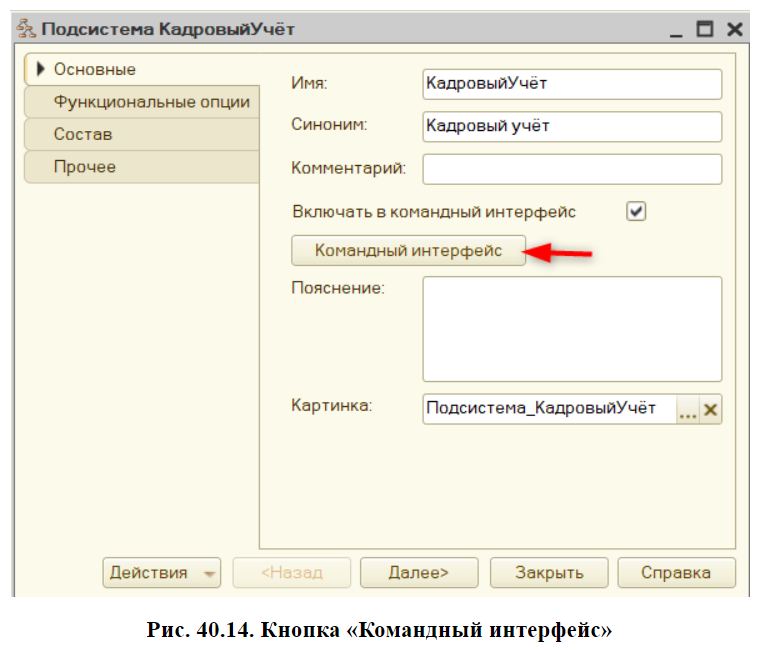 Подсистема КадровыйУчёт
Основные
Функциональные опции
Состав
Прочее
Имя: КадровыйУчёт
Синоним: Кадровый учёт
Комментарий:
Включать в командный интерфейс
Командный интерфейс
Пояснение:
Картинка: Подсистема_КадровыйУчёт ...
Действия <Назад Далее> Закрыть Справка
Рис. 40.14. Кнопка «Командный интерфейс»